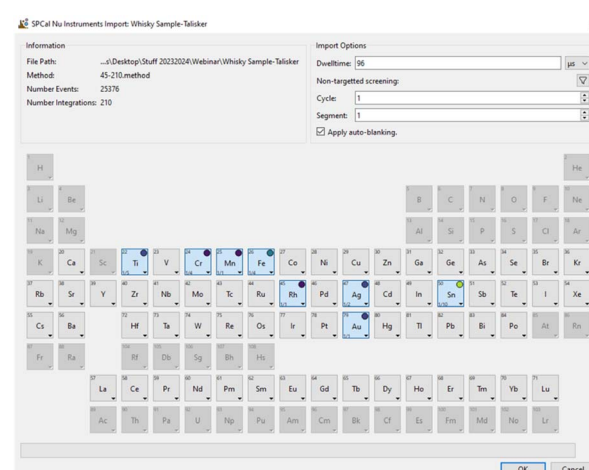 SPCal Nu Instruments Import: Whisky Sample-Talisker
Information
File Path: ...s\Desktop\Stuff 20232024\Webinar\Whisky Sample-Talisker
Method: 45-210.method
Number Events: 25376
Number Integrations: 210
Import Options
Dwelltime: 96 µs
Non-targetted screening:
Cycle: 1
Segment: 1
Apply auto-blanking.
H He
Li Be B C N O F Ne
Na Mg Al Si P S Cl Ar
K Ca Sc Ti V Cr Mn Fe Co Ni Cu Zn Ga Ge As Se Br Kr
Rb Sr Y Zr Nb Mo Tc Ru Rh Pd Ag Cd In Sn Sb Te I Xe
Cs Ba Hf Ta W Re Os Ir Pt Au Hg Tl Pb Bi Po At Rn
Fr Ra Rf Db Sg Bh Hs
La Ce Pr Nd Pm Sm Eu Gd Tb Dy Ho Er Tm Yb Lu
Ac Th Pa U Np Pu Am Cm Bk Cf Es Fm Md No Lr
OK Cancel